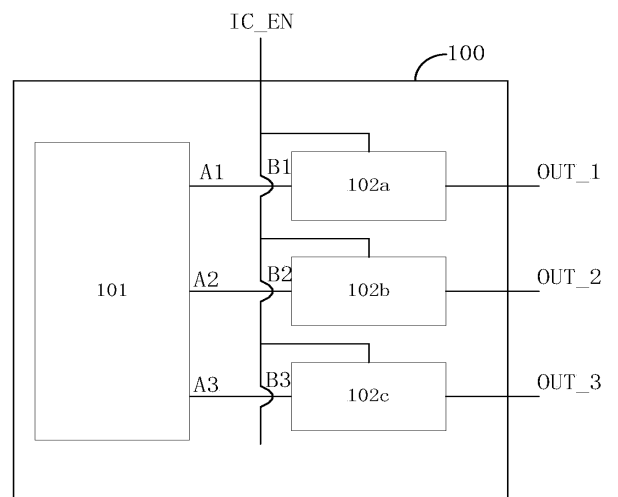 IC_EN
100
A1
B1
102a
OUT_1
101
A2
B2
102b
OUT_2
A3
B3
102c
OUT_3